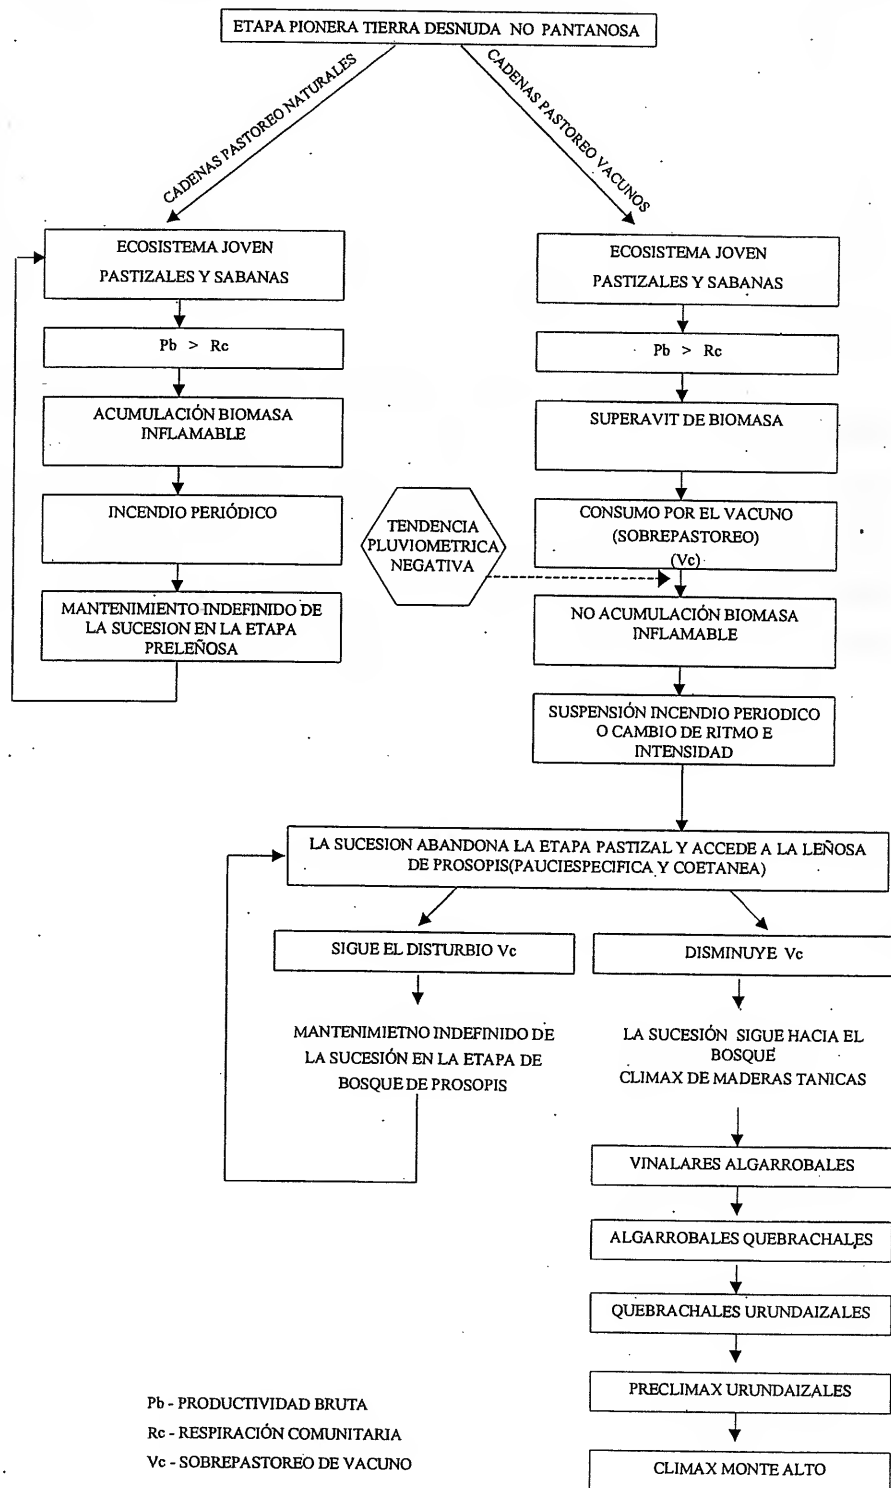 ETAPA PIONERA TIERRA DESNUDA NO PANTANOSA
CADENAS PASTOREO NATURALES
CADENAS PASTOREO VACUNOS
ECOSISTEMA JOVEN
PASTIZALES Y SABANAS
Pb > Rc
ACUMULACIÓN BIOMASA
INFLAMABLE
INCENDIO PERIÓDICO
MANTENIMIENTO INDEFINIDO DE
LA SUCESION EN LA ETAPA
PRELEÑOSA
ECOSISTEMA JOVEN
PASTIZALES Y SABANAS
Pb > Rc
SUPERAVIT DE BIOMASA
CONSUMO POR EL VACUNO
(SOBREPASTOREO)
(Vc)
TENDENCIA
PLUVIOMETRICA
NEGATIVA
NO ACUMULACIÓN BIOMASA
INFLAMABLE
SUSPENSIÓN INCENDIO PERIODICO
O CAMBIO DE RITMO E
INTENSIDAD
LA SUCESION ABANDONA LA ETAPA PASTIZAL Y ACCEDE A LA LEÑOSA
DE PROSOPIS(PAUCIESPECIFICA Y COETANEA)
SIGUE EL DISTURBIO Vc
MANTENIMIETNO INDEFINIDO DE
LA SUCESIÓN EN LA ETAPA DE
BOSQUE DE PROSOPIS
DISMINUYE Vc
LA SUCESIÓN SIGUE HACIA EL
BOSQUE
CLIMAX DE MADERAS TANICAS
VINALARES ALGARROBALES
ALGARROBALES QUEBRACHALES
QUEBRACHALES URUNDAIZALES
PRECLIMAX URUNDAIZALES
CLIMAX MONTE ALTO
Pb - PRODUCTIVIDAD BRUTA
Rc - RESPIRACIÓN COMUNITARIA
Vc - SOBREPASTOREO DE VACUNO